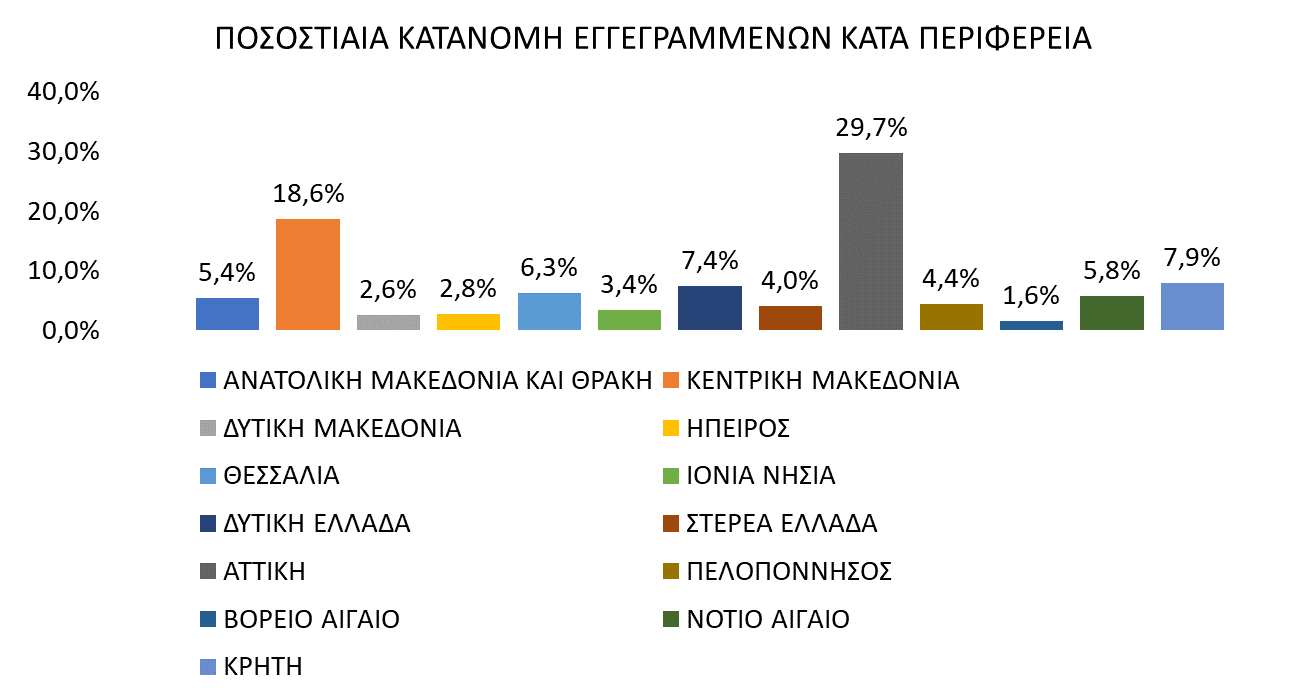 ΠΟΣΟΣΤΙΑΙΑ ΚΑΤΑΝΟΜΗ ΕΓΓΕΓΡΑΜΜΕΝΩΝ ΚΑΤΑ ΠΕΡΙΦΕΡΕΙΑ
40,0%
30,0%
20,0%
10,0%
0,0%
5,4%
18,6%
2,6%
2,8%
6,3%
3,4%
7,4%
4,0%
29,7%
4,4%
1,6%
5,8%
7,9%
ΑΝΑΤΟΛΙΚΗ ΜΑΚΕΔΟΝΙΑ ΚΑΙ ΘΡΑΚΗ
ΚΕΝΤΡΙΚΗ ΜΑΚΕΔΟΝΙΑ
ΔΥΤΙΚΗ ΜΑΚΕΔΟΝΙΑ
ΗΠΕΙΡΟΣ
ΘΕΣΣΑΛΙΑ
ΙΟΝΙΑ ΝΗΣΙΑ
ΔΥΤΙΚΗ ΕΛΛΑΔΑ
ΣΤΕΡΕΑ ΕΛΛΑΔΑ
ΑΤΤΙΚΗ
ΠΕΛΟΠΟΝΝΗΣΟΣ
ΒΟΡΕΙΟ ΑΙΓΑΙΟ
ΝΟΤΙΟ ΑΙΓΑΙΟ
ΚΡΗΤΗ